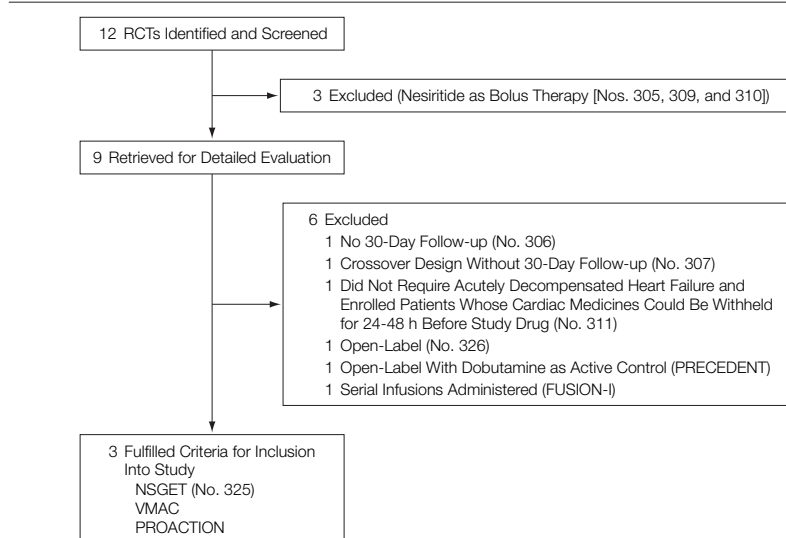 12 RCTs Identified and Screened
3 Excluded (Nesiritide as Bolus Therapy [Nos. 305, 309, and 310])
9 Retrieved for Detailed Evaluation
6 Excluded
1 No 30-Day Follow-up (No. 306)
1 Crossover Design Without 30-Day Follow-up (No. 307)
1 Did Not Require Acutely Decompensated Heart Failure and
Enrolled Patients Whose Cardiac Medicines Could Be Withheld
for 24-48 h Before Study Drug (No. 311)
1 Open-Label (No. 326)
1 Open-Label With Dobutamine as Active Control (PRECEDENT)
1 Serial Infusions Administered (FUSION-I)
3 Fulfilled Criteria for Inclusion
Into Study
NSGET (No. 325)
VMAC
PROACTION